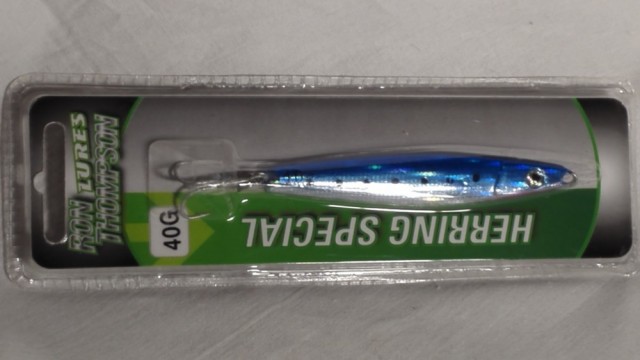 RON THOMPSON
LURES
40G
HERRING SPECIAL